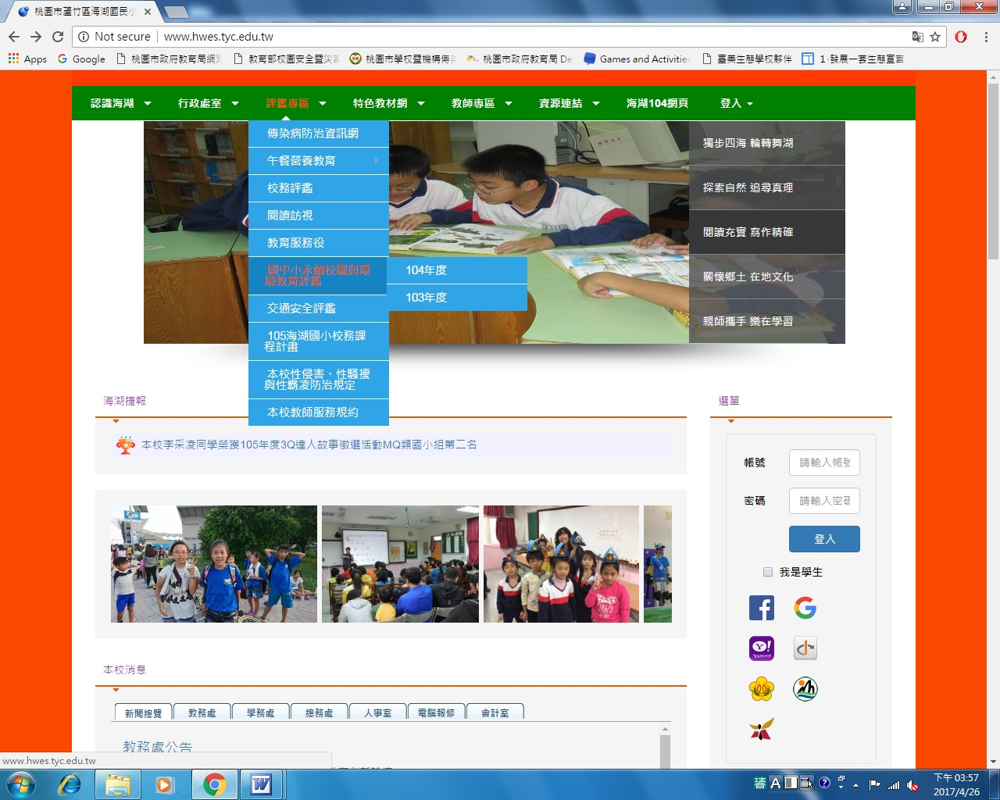 桃園市蘆竹區海湖國民小
Not secure
www.hwes.tyc.edu.tw
Apps
Google
桃園市政府教育局網
教育部校園安全暨災
桃園市學校暨機構傳
桃園市政府教育局 De
Games and Activities
臺美生態學校夥伴
1 ·發展一套生態宣言
認識海湖
行政處室
評鑑專區
特色教材網
教師專區
資源連結
海湖104網頁
登入
傳染病防治資訊網
午餐營養教育
校務評鑑
閱讀訪視
教育服務役
國中小永續校園與環
境教育評鑑
104年度
103年度
交通安全評鑑
105海湖國小校務課
程計畫
本校性侵害、性騷擾
與性霸凌防治規定
本校教師服務規約
獨步四海 輪轉舞湖
探索自然 追尋真理
閱讀充實 寫作精確
關懷鄉土 在地文化
親師攜手 樂在學習
海湖捷報
本校李采凌同學榮獲105年度3Q達人故事徵選活動MQ類國小組第二名
選單
帳號
請輸入帳號
密碼
請輸入密碼
登入
我是學生
本校消息
新聞總覽
教務處
學務處
總務處
人事室
電腦報修
會計室
教務處公告
www.hwes.tyc.edu.tw
下午 03:57
2017/4/26